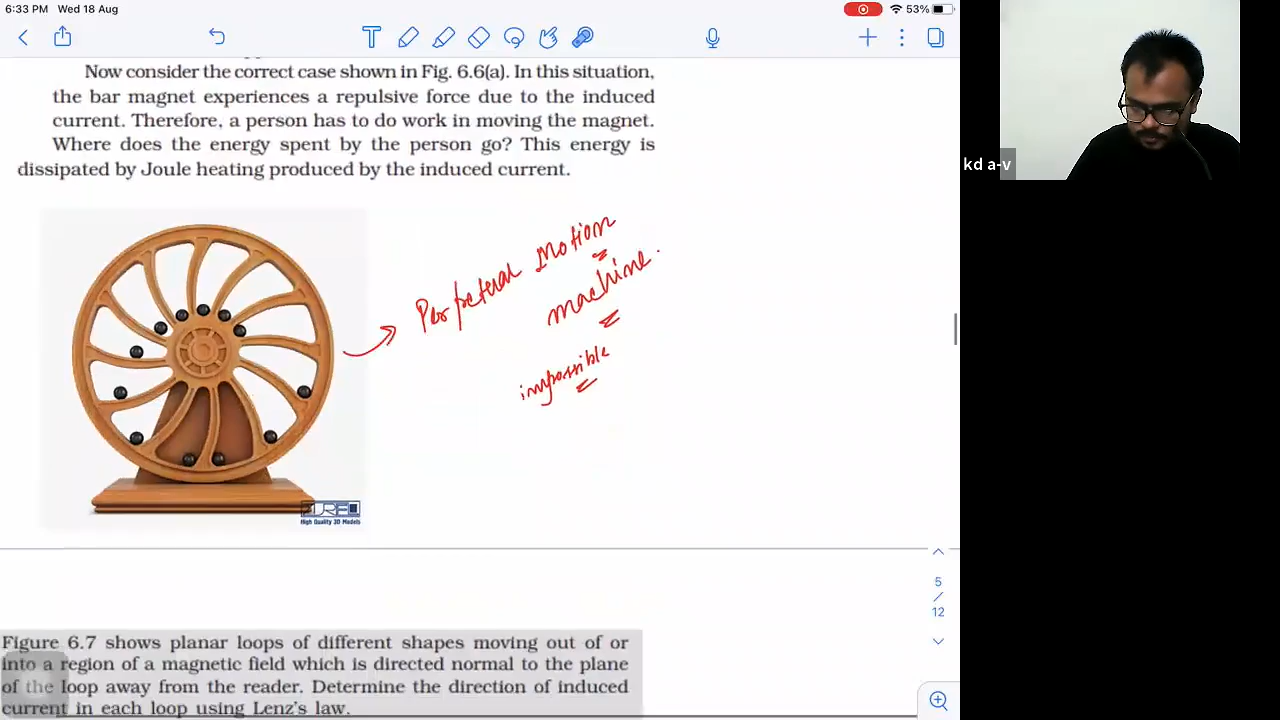 6:33 PM Wed 18 Aug
53%
Now consider the correct case shown in Fig. 6.6(a). In this situation,
the bar magnet experiences a repulsive force due to the induced
current. Therefore, a person has to do work in moving the magnet.
Where does the energy spent by the person go? This energy is
dissipated by Joule heating produced by the induced current.
kd a-v
Perpetual Motion
machine.
impossible
High Quality 3D Models
5
/
12
Figure 6.7 shows planar loops of different shapes moving out of or
into a region of a magnetic field which is directed normal to the plane
of the loop away from the reader. Determine the direction of induced
current in each loop using Lenz's law.